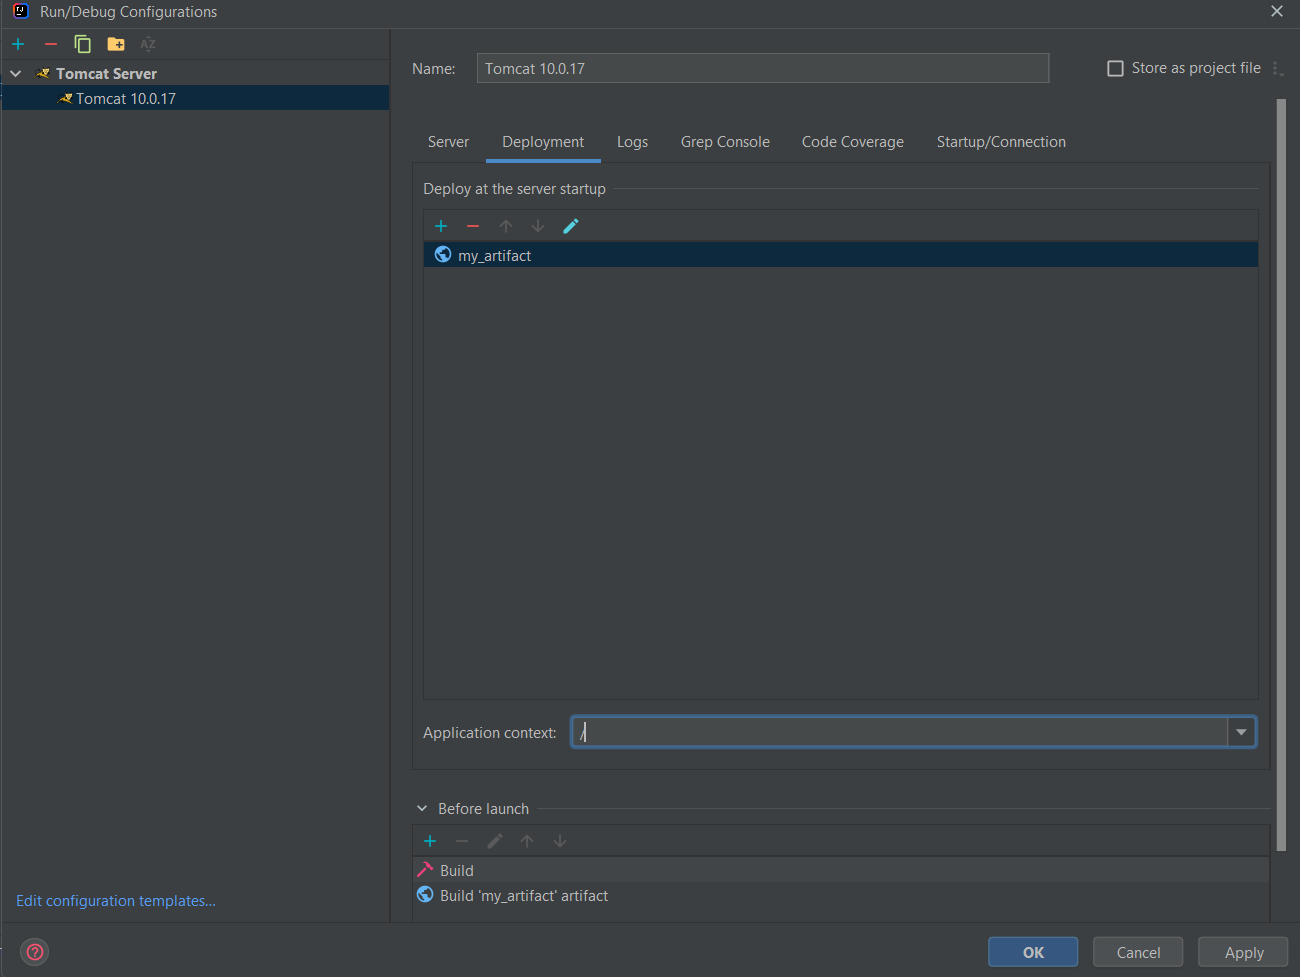 Run/Debug Configurations
Tomcat Server
Tomcat 10.0.17
Name: Tomcat 10.0.17 Store as project file
Server Deployment Logs Grep Console Code Coverage Startup/Connection
Deploy at the server startup
my_artifact
Application context: /
Before launch
Build
Build 'my_artifact' artifact
Edit configuration templates...
OK Cancel Apply